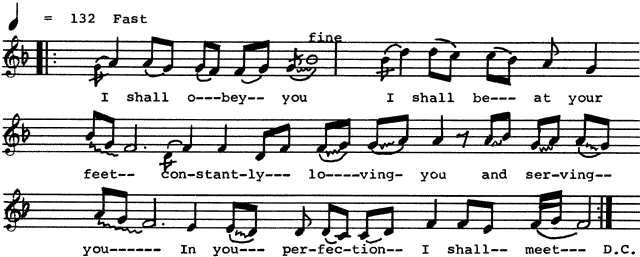 ♩ = 132 Fast
fine
I shall o---bey-- you I shall be--- at your
feet-- con-stant-ly--- lo----ving- you and ser-ving--
you------ In you--- per-fec-tion-- I shall-- meet--- D.C.